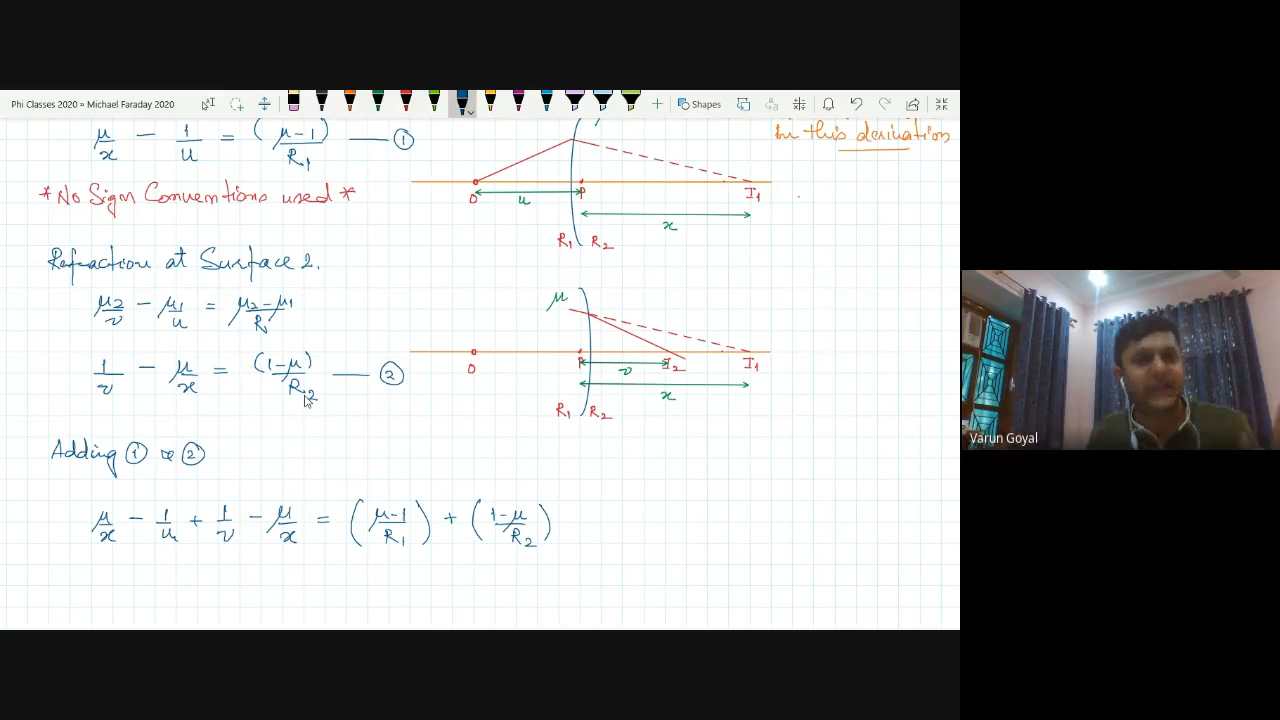 Phi Classes 2020 » Michael Faraday 2020
Shapes
μ/x − 1/u = (μ−1)/R₁ —— ①
in this derivation
*No Sign Conventions used*
O u P I₁
x
R₁ R₂
Refraction at Surface 2.
μ₂/v − μ₁/u = μ₂−μ₁/R
μ
1/v − μ/x = (1−μ)/R₂ —— ②
O P v I₂ I₁
x
R₁ R₂
Varun Goyal
Adding ① & ②
μ/x − 1/u + 1/v − μ/x = (μ−1/R₁) + (1−μ/R₂)